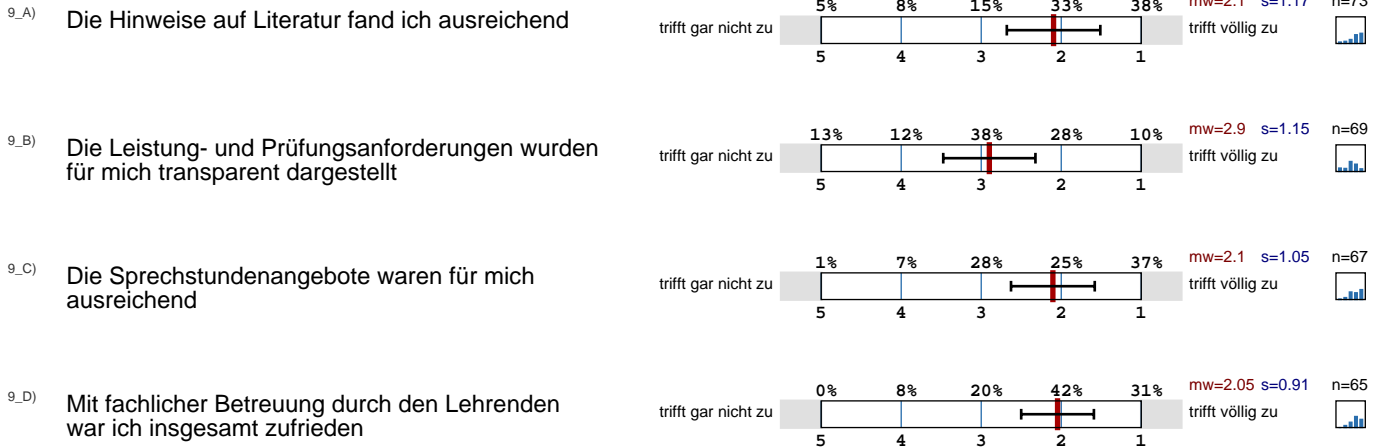 5% 8% 15% 33% 38% mw=2.1 s=1.17 n=73
9_A) Die Hinweise auf Literatur fand ich ausreichend
trifft gar nicht zu trifft völlig zu
5 4 3 2 1
13% 12% 38% 28% 10% mw=2.9 s=1.15 n=69
9_B) Die Leistung- und Prüfungsanforderungen wurden
für mich transparent dargestellt
trifft gar nicht zu trifft völlig zu
5 4 3 2 1
1% 7% 28% 25% 37% mw=2.1 s=1.05 n=67
9_C) Die Sprechstundenangebote waren für mich
ausreichend
trifft gar nicht zu trifft völlig zu
5 4 3 2 1
0% 8% 20% 42% 31% mw=2.05 s=0.91 n=65
9_D) Mit fachlicher Betreuung durch den Lehrenden
war ich insgesamt zufrieden
trifft gar nicht zu trifft völlig zu
5 4 3 2 1